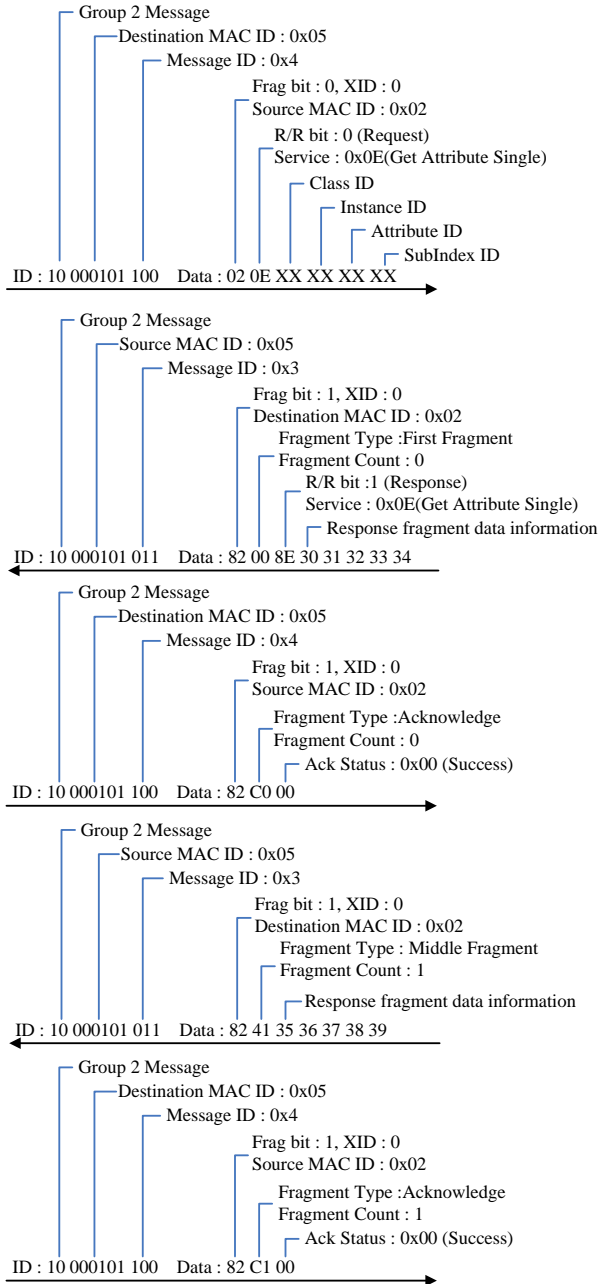 Group 2 Message
Destination MAC ID : 0x05
Message ID : 0x4
Frag bit : 0, XID : 0
Source MAC ID : 0x02
R/R bit : 0 (Request)
Service : 0x0E(Get Attribute Single)
Class ID
Instance ID
Attribute ID
SubIndex ID
ID : 10 000101 100 Data : 02 0E XX XX XX XX
Group 2 Message
Source MAC ID : 0x05
Message ID : 0x3
Frag bit : 1, XID : 0
Destination MAC ID : 0x02
Fragment Type :First Fragment
Fragment Count : 0
R/R bit :1 (Response)
Service : 0x0E(Get Attribute Single)
Response fragment data information
ID : 10 000101 011 Data : 82 00 8E 30 31 32 33 34
Group 2 Message
Destination MAC ID : 0x05
Message ID : 0x4
Frag bit : 1, XID : 0
Source MAC ID : 0x02
Fragment Type :Acknowledge
Fragment Count : 0
Ack Status : 0x00 (Success)
ID : 10 000101 100 Data : 82 C0 00
Group 2 Message
Source MAC ID : 0x05
Message ID : 0x3
Frag bit : 1, XID : 0
Destination MAC ID : 0x02
Fragment Type : Middle Fragment
Fragment Count : 1
Response fragment data information
ID : 10 000101 011 Data : 82 41 35 36 37 38 39
Group 2 Message
Destination MAC ID : 0x05
Message ID : 0x4
Frag bit : 1, XID : 0
Source MAC ID : 0x02
Fragment Type :Acknowledge
Fragment Count : 1
Ack Status : 0x00 (Success)
ID : 10 000101 100 Data : 82 C1 00